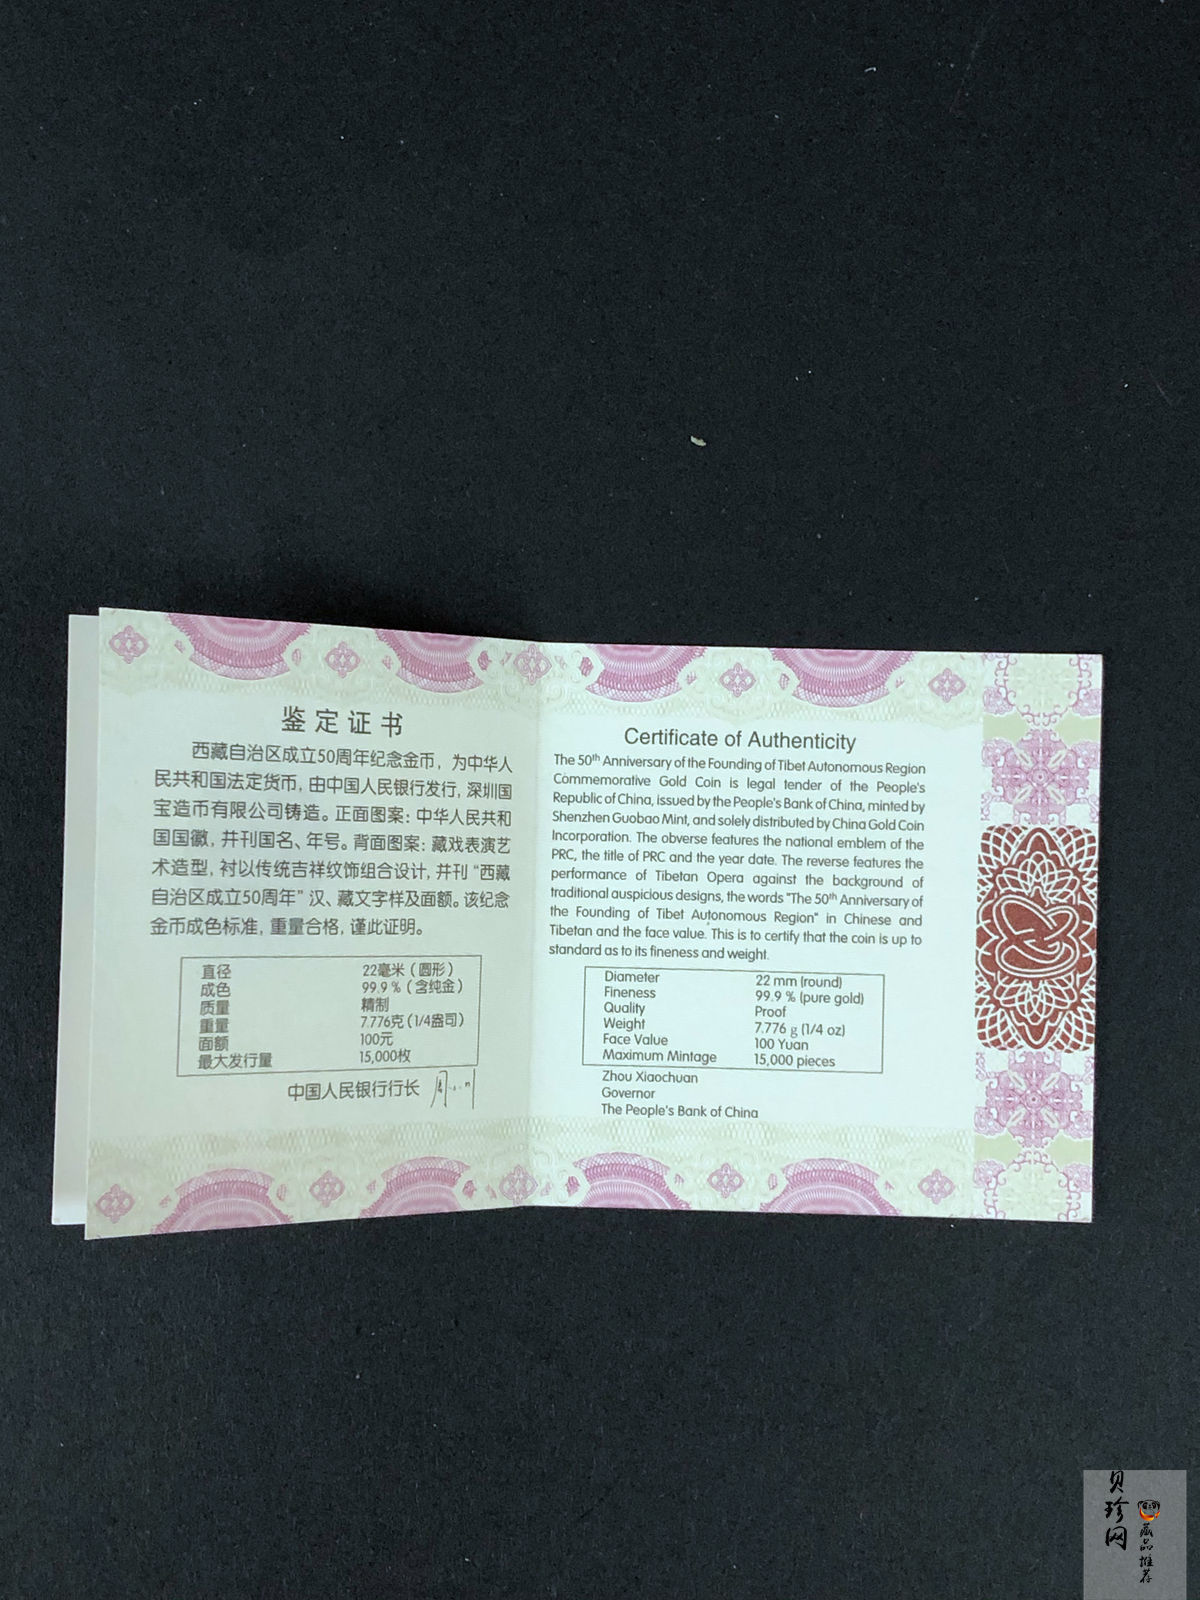 鉴定证书
西藏自治区成立50周年纪念金币，为中华人
民共和国法定货币，由中国人民银行发行，深圳国
宝造币有限公司铸造。正面图案：中华人民共和
国国徽，并刊国名、年号。背面图案：藏戏表演艺
术造型，衬以传统吉祥纹饰组合设计，并刊“西藏
自治区成立50周年”汉、藏文字样及面额。该纪念
金币成色标准，重量合格，谨此证明。
直径 22毫米（圆形）
成色 99.9％（含纯金）
质量 精制
重量 7.776克（1/4盎司）
面额 100元
最大发行量 15,000枚
中国人民银行行长
Certificate of Authenticity
The 50th Anniversary of the Founding of Tibet Autonomous Region
Commemorative Gold Coin is legal tender of the People's
Republic of China, issued by the People's Bank of China, minted by
Shenzhen Guobao Mint, and solely distributed by China Gold Coin
Incorporation. The obverse features the national emblem of the
PRC, the title of PRC and the year date. The reverse features the
performance of Tibetan Opera against the background of
traditional auspicious designs, the words "The 50th Anniversary of
the Founding of Tibet Autonomous Region" in Chinese and
Tibetan and the face value. This is to certify that the coin is up to
standard as to its fineness and weight.
Diameter 22 mm (round)
Fineness 99.9 % (pure gold)
Quality Proof
Weight 7.776 g (1/4 oz)
Face Value 100 Yuan
Maximum Mintage 15,000 pieces
Zhou Xiaochuan
Governor
The People's Bank of China
贝珍网
藏品推荐